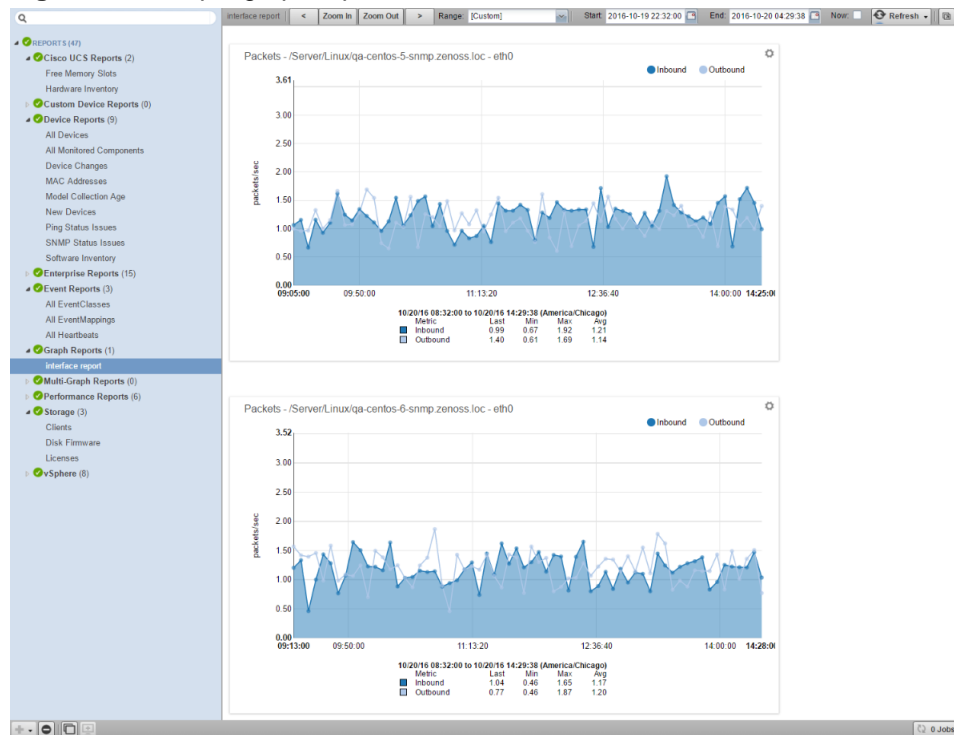 interface report < Zoom In Zoom Out > Range: [Custom] Start: 2016-10-19 22:32:00 End: 2016-10-20 04:29:38 Now: Refresh
REPORTS (47)
Cisco UCS Reports (2)
Free Memory Slots
Hardware Inventory
Custom Device Reports (0)
Device Reports (9)
All Devices
All Monitored Components
Device Changes
MAC Addresses
Model Collection Age
New Devices
Ping Status Issues
SNMP Status Issues
Software Inventory
Enterprise Reports (15)
Event Reports (3)
All EventClasses
All EventMappings
All Heartbeats
Graph Reports (1)
interface report
Multi-Graph Reports (0)
Performance Reports (6)
Storage (3)
Clients
Disk Firmware
Licenses
vSphere (8)
Packets - /Server/Linux/qa-centos-5-snmp.zenoss.loc - eth0
Inbound Outbound
3.61
3.00
2.50
2.00
1.50
1.00
0.50
0.00
packets/sec
09:05:00 09:50:00 11:13:20 12:36:40 14:00:00 14:25:00
10/20/16 08:32:00 to 10/20/16 14:29:38 (America/Chicago)
Metric Last Min Max Avg
Inbound 0.99 0.67 1.92 1.21
Outbound 1.40 0.61 1.69 1.14
Packets - /Server/Linux/qa-centos-6-snmp.zenoss.loc - eth0
Inbound Outbound
3.52
3.00
2.50
2.00
1.50
1.00
0.50
0.00
packets/sec
09:13:00 09:50:00 11:13:20 12:36:40 14:00:00 14:28:00
10/20/16 08:32:00 to 10/20/16 14:29:38 (America/Chicago)
Metric Last Min Max Avg
Inbound 1.04 0.46 1.65 1.17
Outbound 0.77 0.46 1.87 1.20
0 Jobs